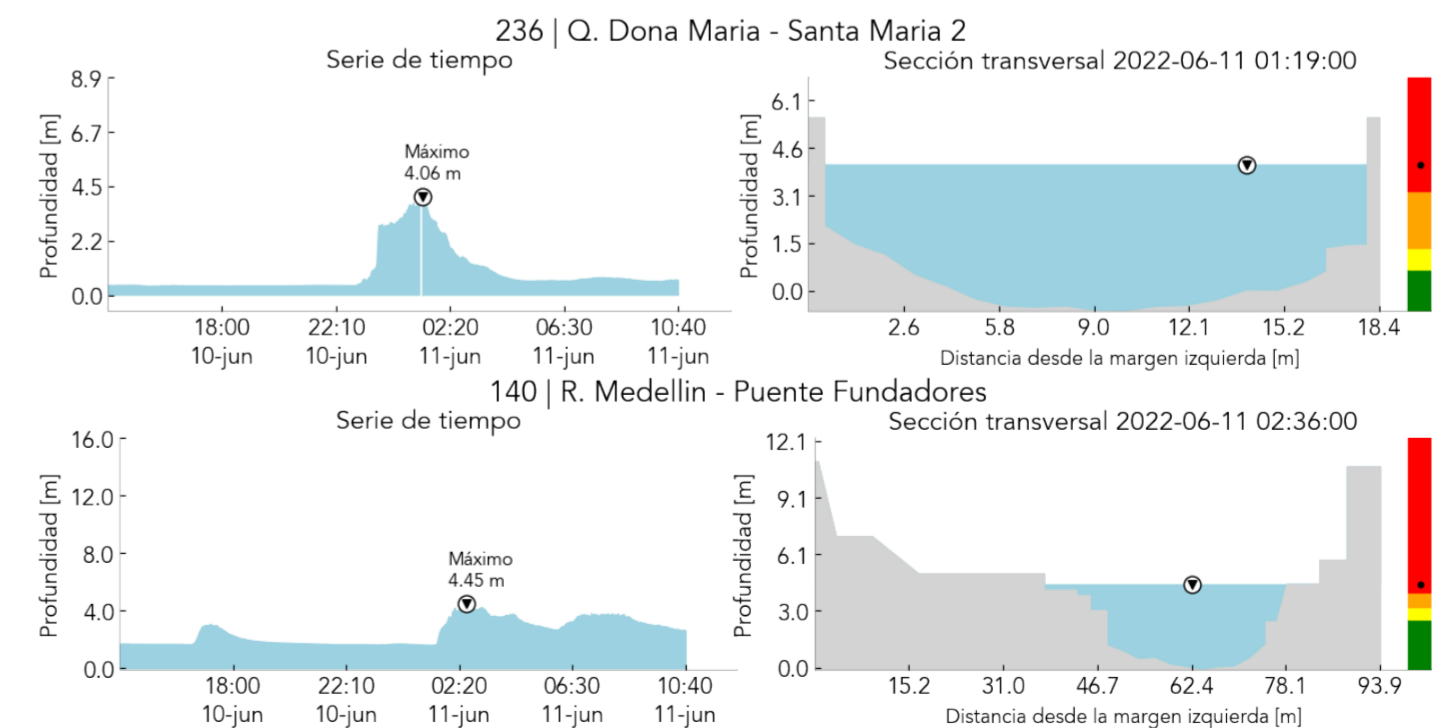 236 | Q. Dona Maria - Santa Maria 2
Serie de tiempo
Profundidad [m]
8.9
6.7
4.5
2.2
0.0
Máximo
4.06 m
18:00 22:10 02:20 06:30 10:40
10-jun 10-jun 11-jun 11-jun 11-jun
Sección transversal 2022-06-11 01:19:00
Profundidad [m]
6.1
4.6
3.1
1.5
0.0
2.6 5.8 9.0 12.1 15.2 18.4
Distancia desde la margen izquierda [m]
140 | R. Medellin - Puente Fundadores
Serie de tiempo
Profundidad [m]
16.0
12.0
8.0
4.0
0.0
Máximo
4.45 m
18:00 22:10 02:20 06:30 10:40
10-jun 10-jun 11-jun 11-jun 11-jun
Sección transversal 2022-06-11 02:36:00
Profundidad [m]
12.1
9.1
6.1
3.0
0.0
15.2 31.0 46.7 62.4 78.1 93.9
Distancia desde la margen izquierda [m]